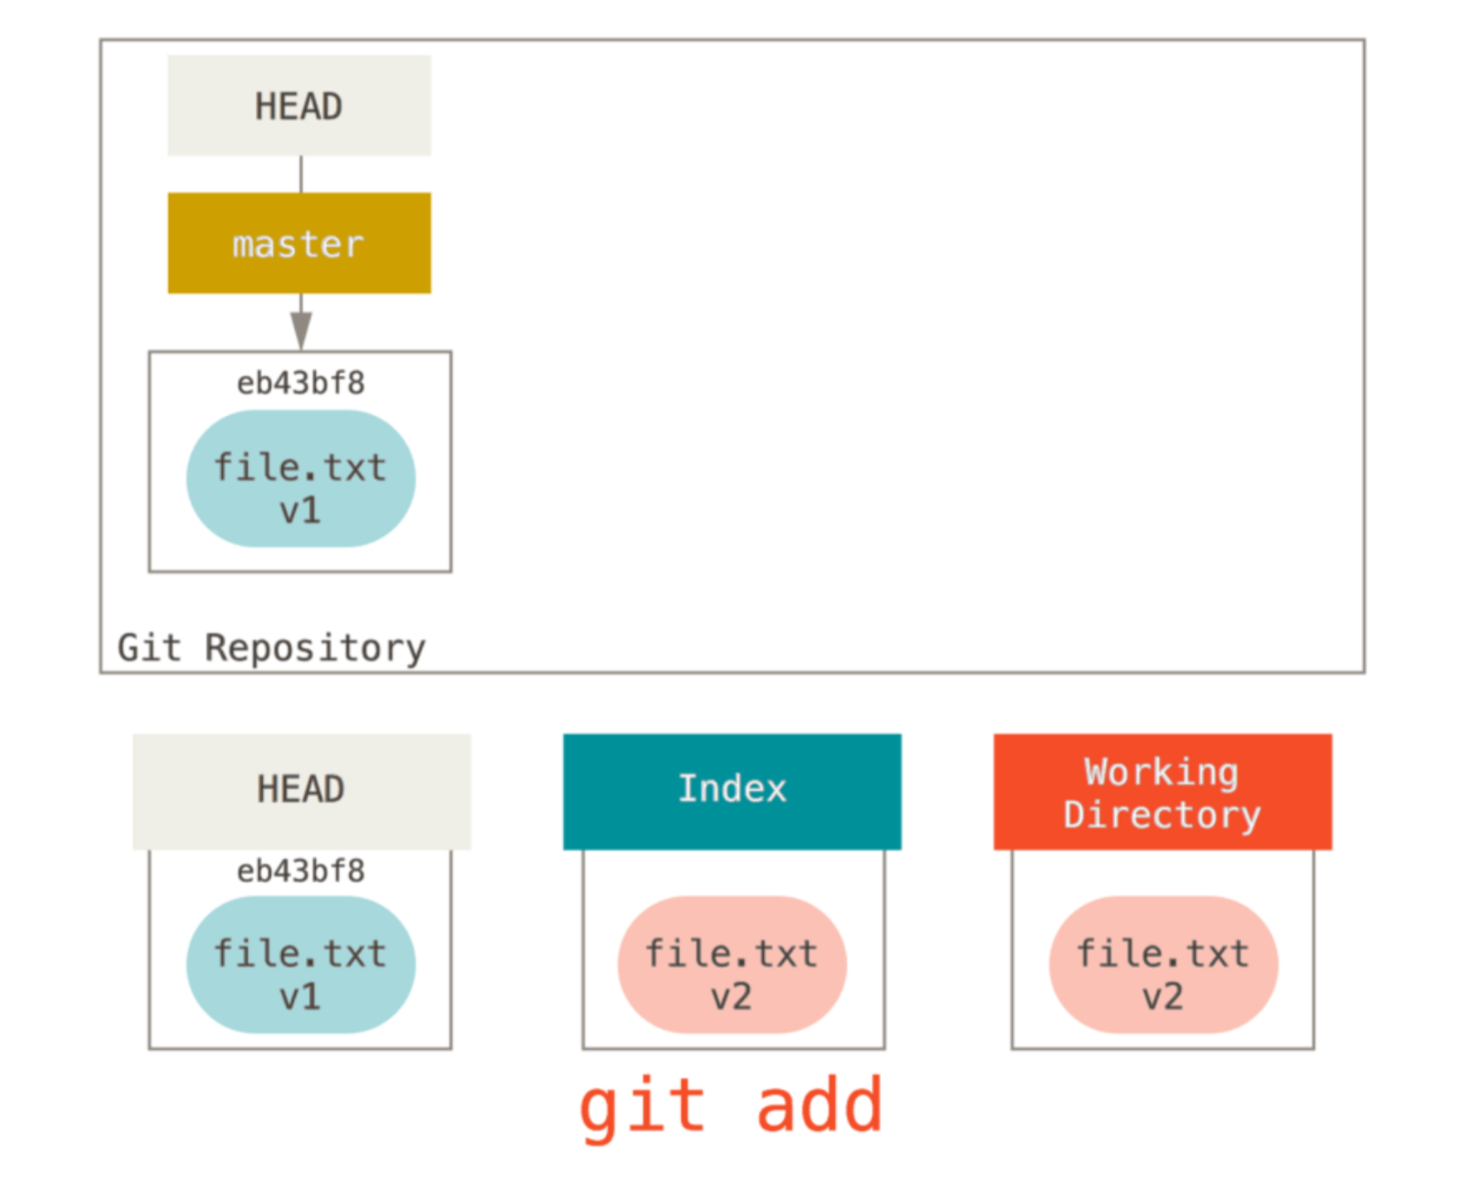 HEAD
master
eb43bf8
file.txt
v1
Git Repository
HEAD
Index
Working
Directory
eb43bf8
file.txt
v1
file.txt
v2
file.txt
v2
git add